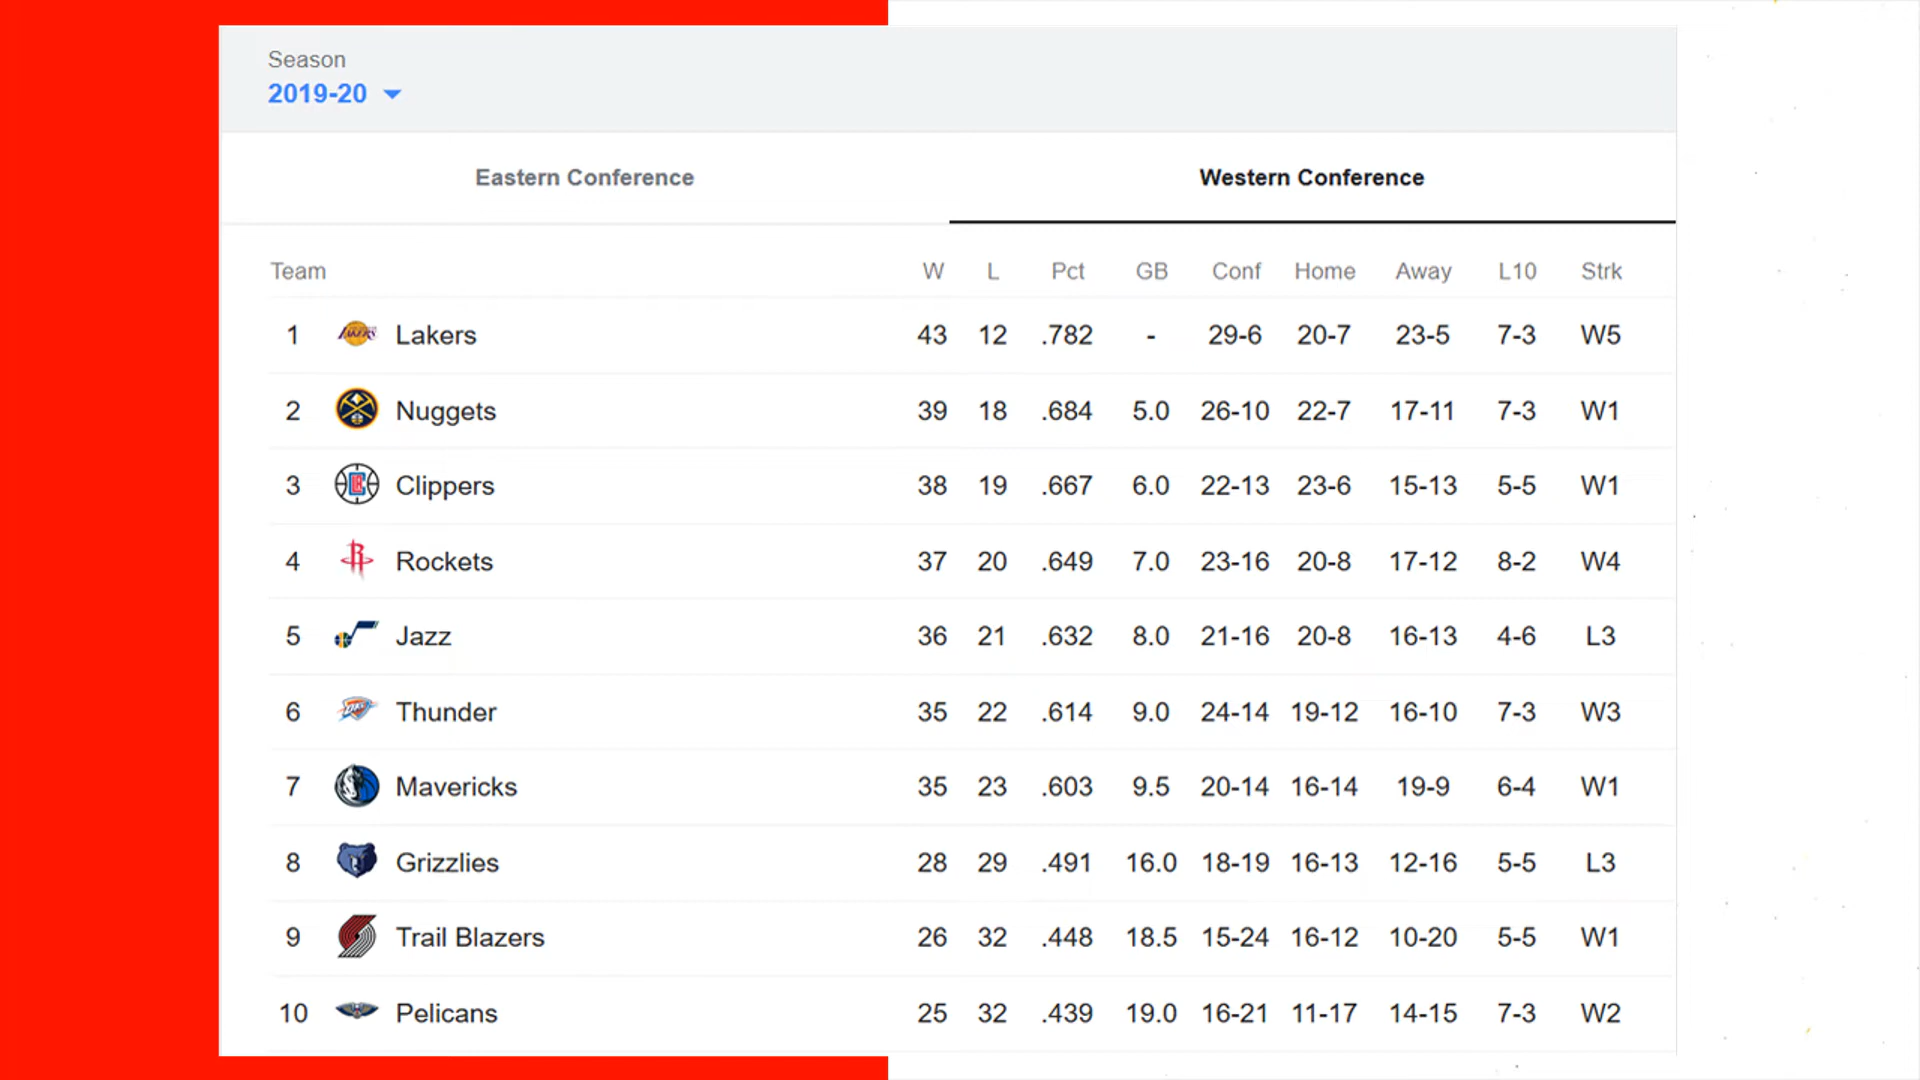 Season
2019-20
Eastern Conference Western Conference
Team W L Pct GB Conf Home Away L10 Strk
1 Lakers 43 12 .782 - 29-6 20-7 23-5 7-3 W5
2 Nuggets 39 18 .684 5.0 26-10 22-7 17-11 7-3 W1
3 Clippers 38 19 .667 6.0 22-13 23-6 15-13 5-5 W1
4 Rockets 37 20 .649 7.0 23-16 20-8 17-12 8-2 W4
5 Jazz 36 21 .632 8.0 21-16 20-8 16-13 4-6 L3
6 Thunder 35 22 .614 9.0 24-14 19-12 16-10 7-3 W3
7 Mavericks 35 23 .603 9.5 20-14 16-14 19-9 6-4 W1
8 Grizzlies 28 29 .491 16.0 18-19 16-13 12-16 5-5 L3
9 Trail Blazers 26 32 .448 18.5 15-24 16-12 10-20 5-5 W1
10 Pelicans 25 32 .439 19.0 16-21 11-17 14-15 7-3 W2